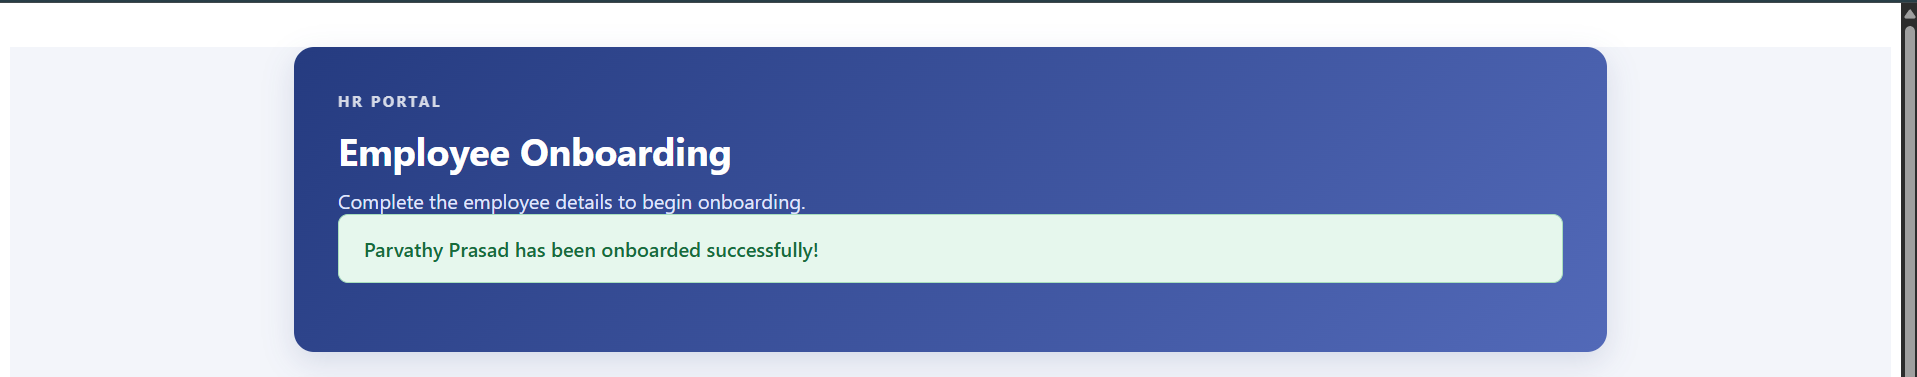 HR PORTAL
Employee Onboarding
Complete the employee details to begin onboarding.
Parvathy Prasad has been onboarded successfully!